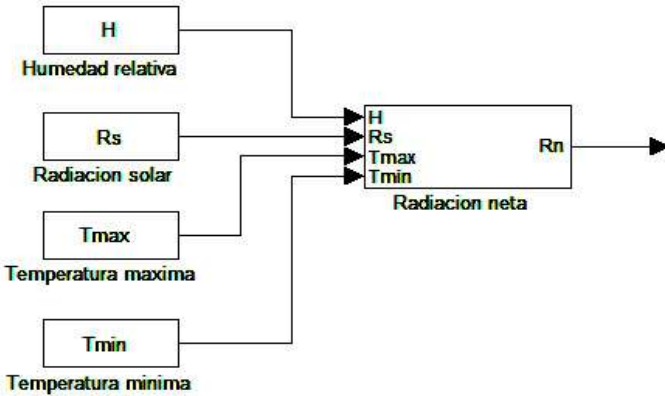 H
Humedad relativa
Rs
Radiacion solar
Tmax
Temperatura maxima
Tmin
Temperatura minima
H
Rs
Tmax
Tmin
Rn
Radiacion neta